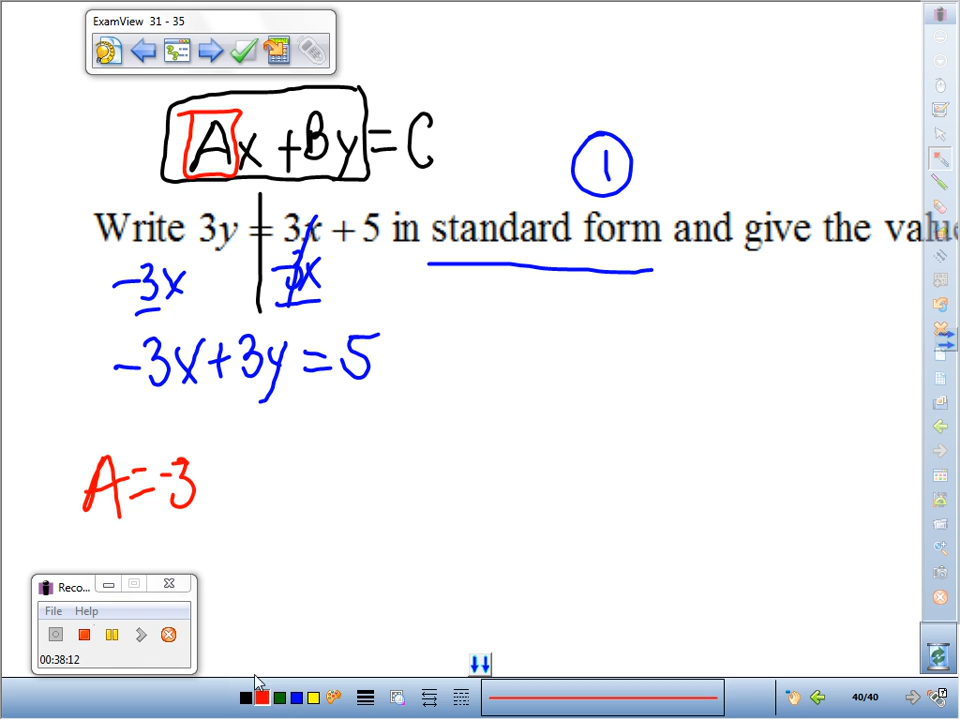 ExamView 31 - 35
Ax + By = C
1
Write 3y = 3x + 5 in standard form and give the value
-3x -3x
-3x + 3y = 5
A = -3
Reco...
File Help
00:38:12
40/40